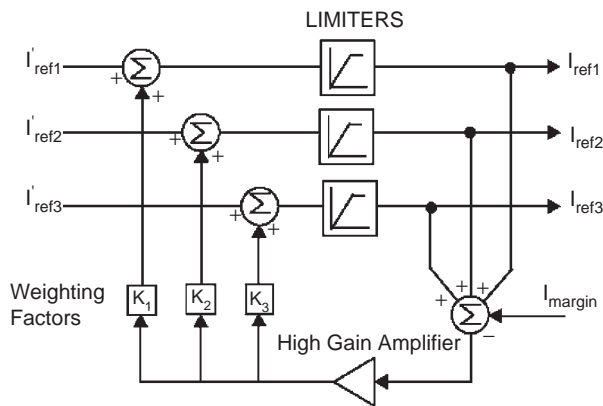 LIMITERS
I'ref1 Σ + + Iref1
I'ref2 Σ + + Iref2
I'ref3 Σ + + Iref3
Weighting
Factors
K1 K2 K3
+ + + Σ − Imargin
High Gain Amplifier